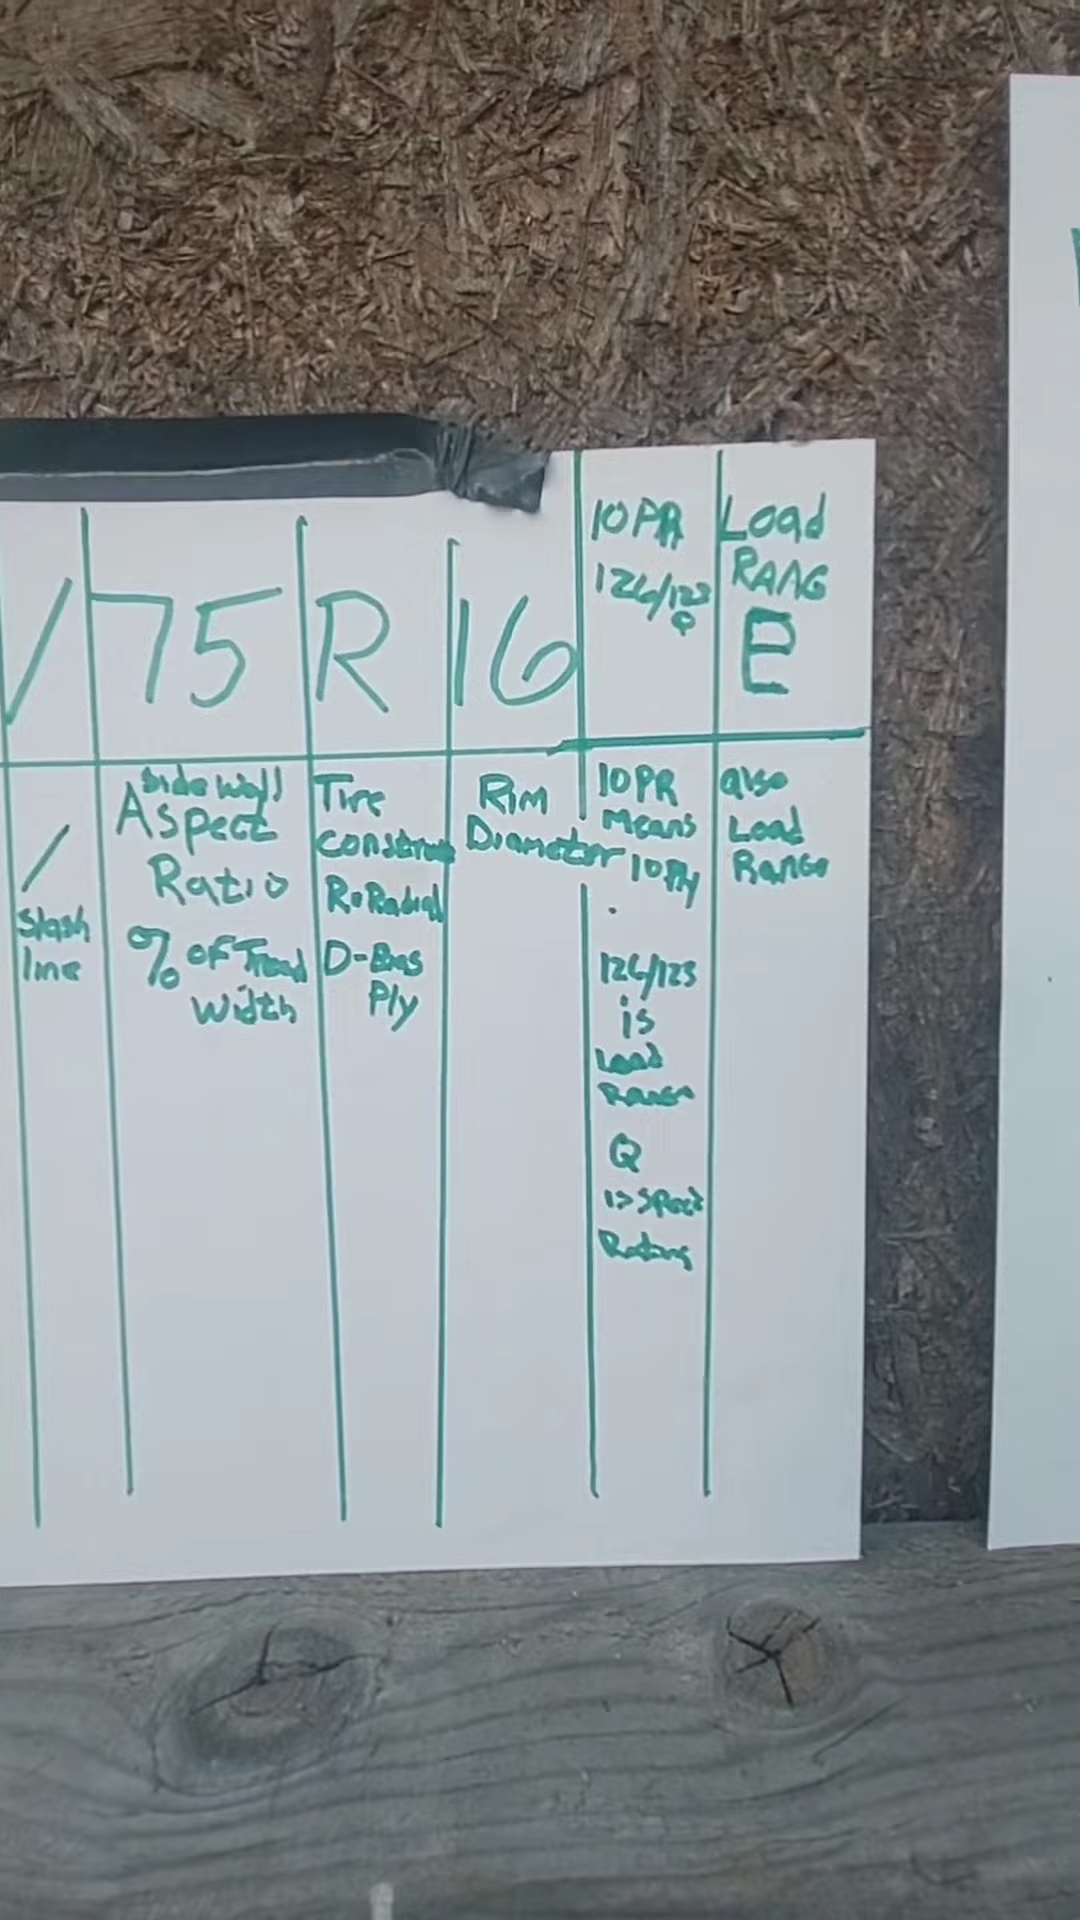 /
75
R
16
10PR
126/123
Q
Load
RANG
E
/
Slash
line
Side Wall
Aspect
Ratio
% OF Tread
Width
Tire
Construc
R-Radial
D-Bias
Ply
Rim
Diameter
10PR
Means
10Ply
126/123
is
Load
Range
Q
is Speed
Rating
also
Load
Range